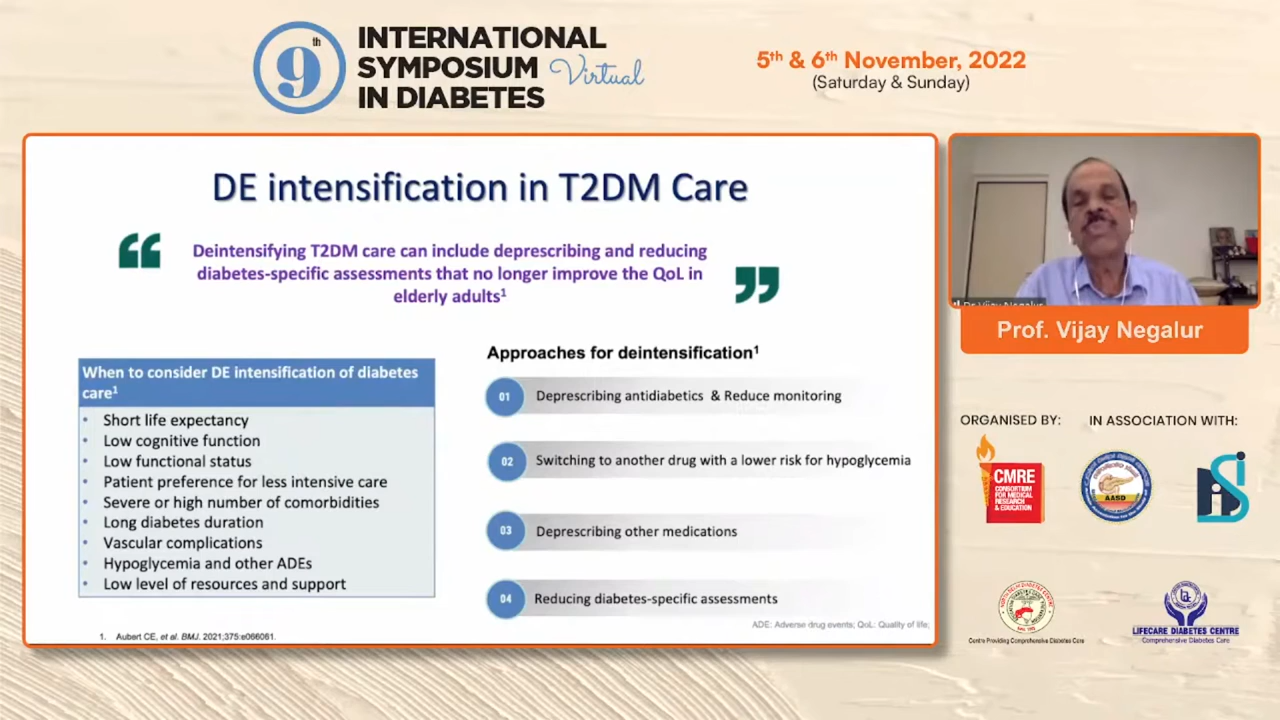 9th
INTERNATIONAL
SYMPOSIUM Virtual
IN DIABETES
5th & 6th November, 2022
(Saturday & Sunday)
DE intensification in T2DM Care
“
Deintensifying T2DM care can include deprescribing and reducing
diabetes-specific assessments that no longer improve the QoL in
elderly adults1
”
When to consider DE intensification of diabetes
care1
• Short life expectancy
• Low cognitive function
• Low functional status
• Patient preference for less intensive care
• Severe or high number of comorbidities
• Long diabetes duration
• Vascular complications
• Hypoglycemia and other ADEs
• Low level of resources and support
Approaches for deintensification1
01 Deprescribing antidiabetics & Reduce monitoring
02 Switching to another drug with a lower risk for hypoglycemia
03 Deprescribing other medications
04 Reducing diabetes-specific assessments
ADE: Adverse drug events; QoL: Quality of life;
1. Aubert CE, et al. BMJ. 2021;375:e066061.
Dr Vijay Negalur
Prof. Vijay Negalur
ORGANISED BY:
IN ASSOCIATION WITH:
CMRE
CONSORTIUM
FOR MEDICAL
RESEARCH
& EDUCATION
AASD
Centre Providing Comprehensive Diabetes Care
LIFECARE DIABETES CENTRE
Comprehensive Diabetes Care